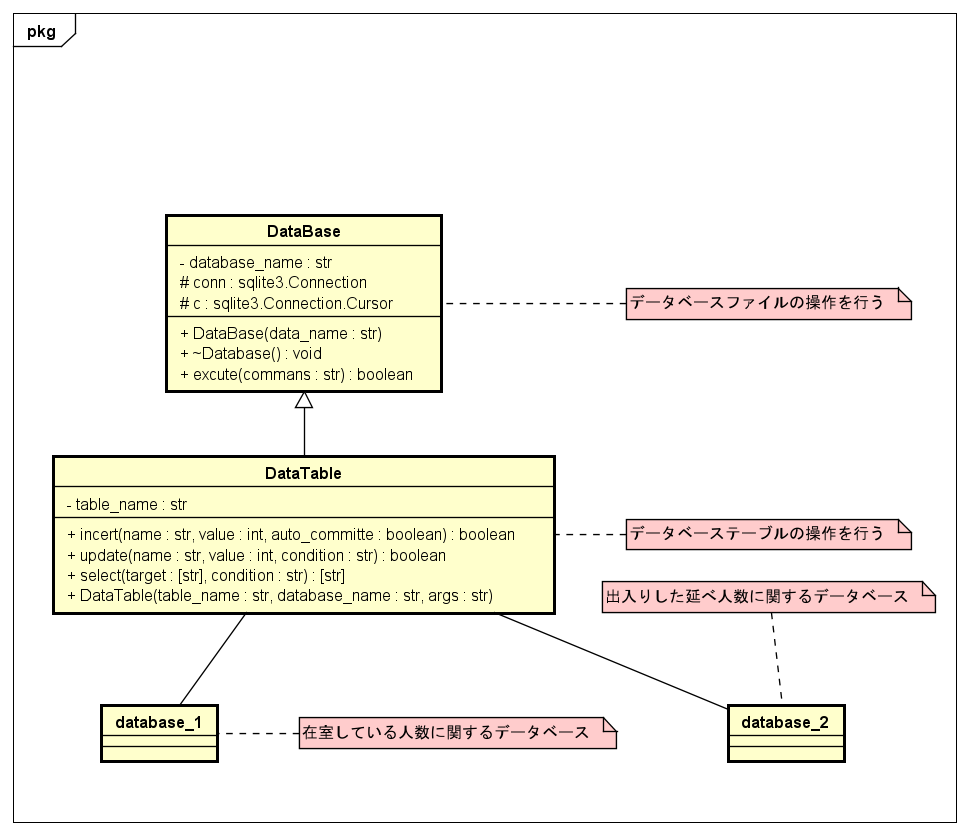 pkg
DataBase
- database_name : str
# conn : sqlite3.Connection
# c : sqlite3.Connection.Cursor
+ DataBase(data_name : str)
+ ~Database() : void
+ excute(commans : str) : boolean
データベースファイルの操作を行う
DataTable
- table_name : str
+ incert(name : str, value : int, auto_committe : boolean) : boolean
+ update(name : str, value : int, condition : str) : boolean
+ select(target : [str], condition : str) : [str]
+ DataTable(table_name : str, database_name : str, args : str)
データベーステーブルの操作を行う
出入りした延べ人数に関するデータベース
database_1
在室している人数に関するデータベース
database_2